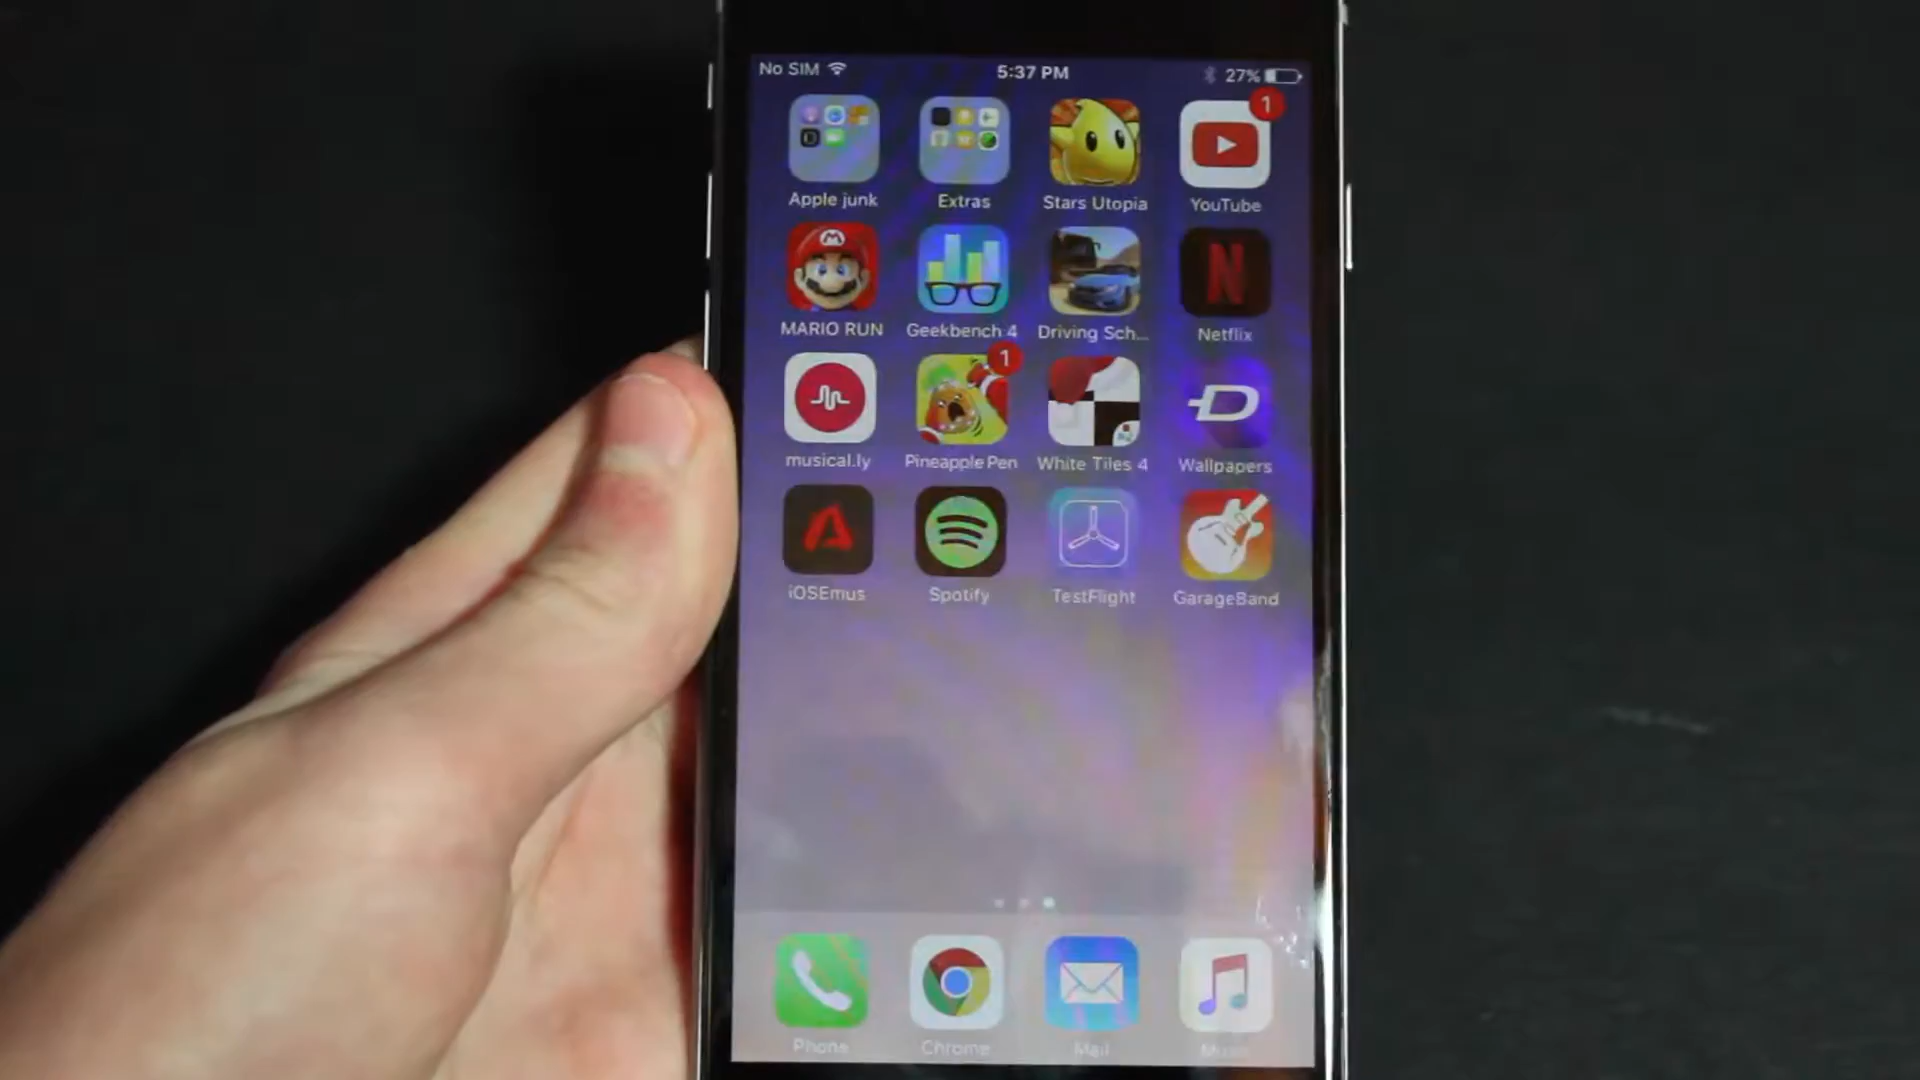 No SIM 5:37 PM 27%
1
Apple junk Extras Stars Utopia YouTube
MARIO RUN Geekbench 4 Driving Sch... Netflix
1
musical.ly Pineapple Pen White Tiles 4 Wallpapers
iOSEmus Spotify TestFlight GarageBand
Phone Chrome Mail Music